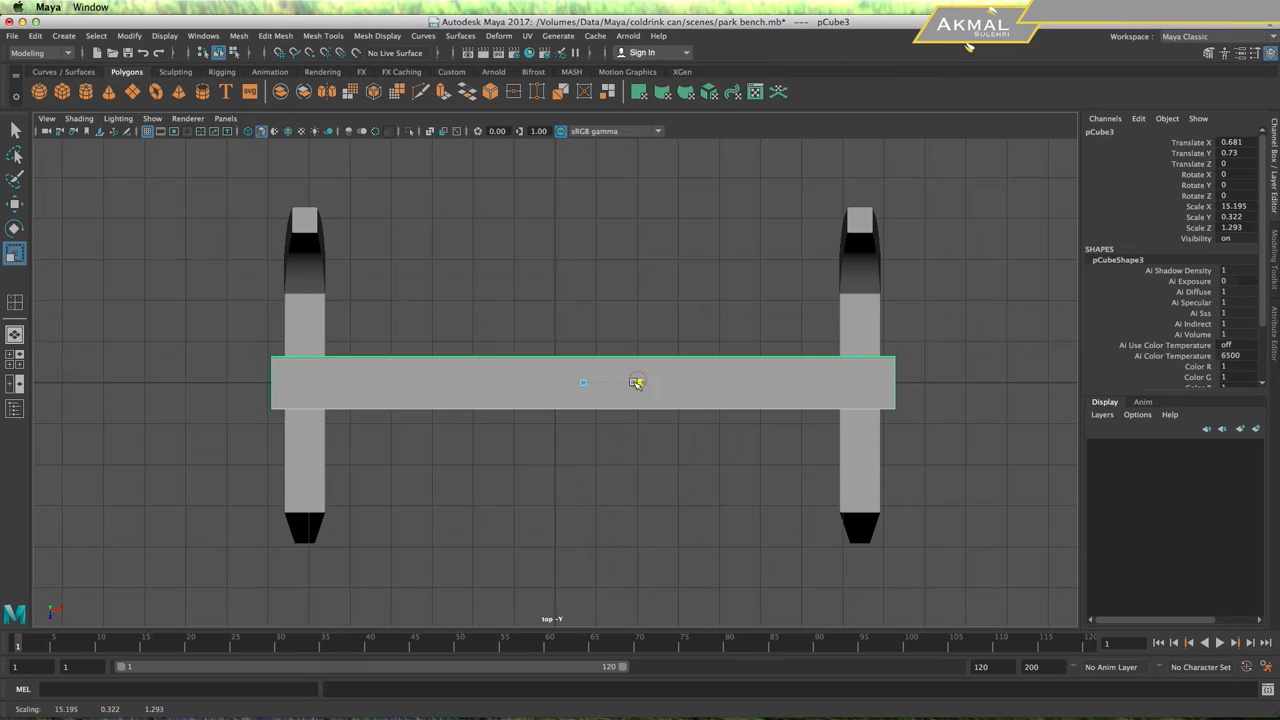 Maya Window
Autodesk Maya 2017: /Volumes/Data/Maya/coldrink can/scenes/park bench.mb* --- pCube3
AKMAL
SULEHRI
File Edit Create Select Modify Display Windows Mesh Edit Mesh Mesh Tools Mesh Display Curves Surfaces Deform UV Generate Cache Arnold Help
Workspace : Maya Classic
Modeling No Live Surface Sign In
Curves / Surfaces Polygons Sculpting Rigging Animation Rendering FX FX Caching Custom Arnold Bifrost MASH Motion Graphics XGen
T svg
View Shading Lighting Show Renderer Panels
0.00 1.00 sRGB gamma
Channels Edit Object Show
pCube3
Translate X 0.681
Translate Y 0.73
Translate Z 0
Rotate X 0
Rotate Y 0
Rotate Z 0
Scale X 15.195
Scale Y 0.322
Scale Z 1.293
Visibility on
SHAPES
pCubeShape3
Ai Shadow Density 1
Ai Exposure 0
Ai Diffuse 1
Ai Specular 1
Ai Sss 1
Ai Indirect 1
Ai Volume 1
Ai Use Color Temperature off
Ai Color Temperature 6500
Color R 1
Color G 1
Channel Box / Layer Editor
Modeling Toolkit
Attribute Editor
Display Anim
Layers Options Help
top -Y
5 10 15 20 25 30 35 40 45 50 55 60 65 70 75 80 85 90 95 100 105 110 115 120
1 1
1 1 1 120 120 200 No Anim Layer No Character Set
MEL
Scaling: 15.195 0.322 1.293